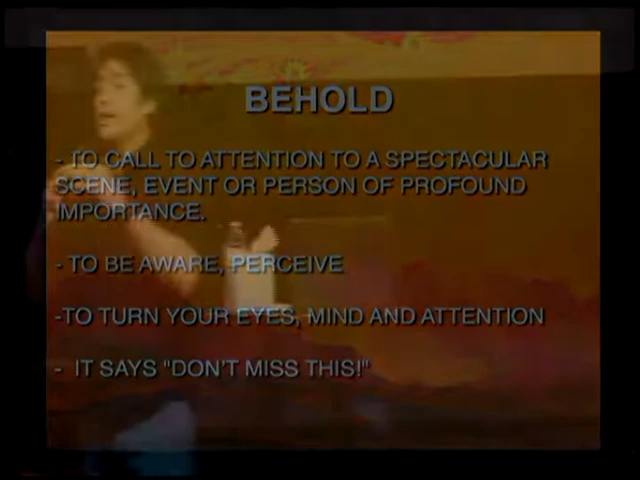 BEHOLD
- TO CALL TO ATTENTION TO A SPECTACULAR
SCENE, EVENT OR PERSON OF PROFOUND
IMPORTANCE.
- TO BE AWARE, PERCEIVE
-TO TURN YOUR EYES, MIND AND ATTENTION
- IT SAYS "DON'T MISS THIS!"